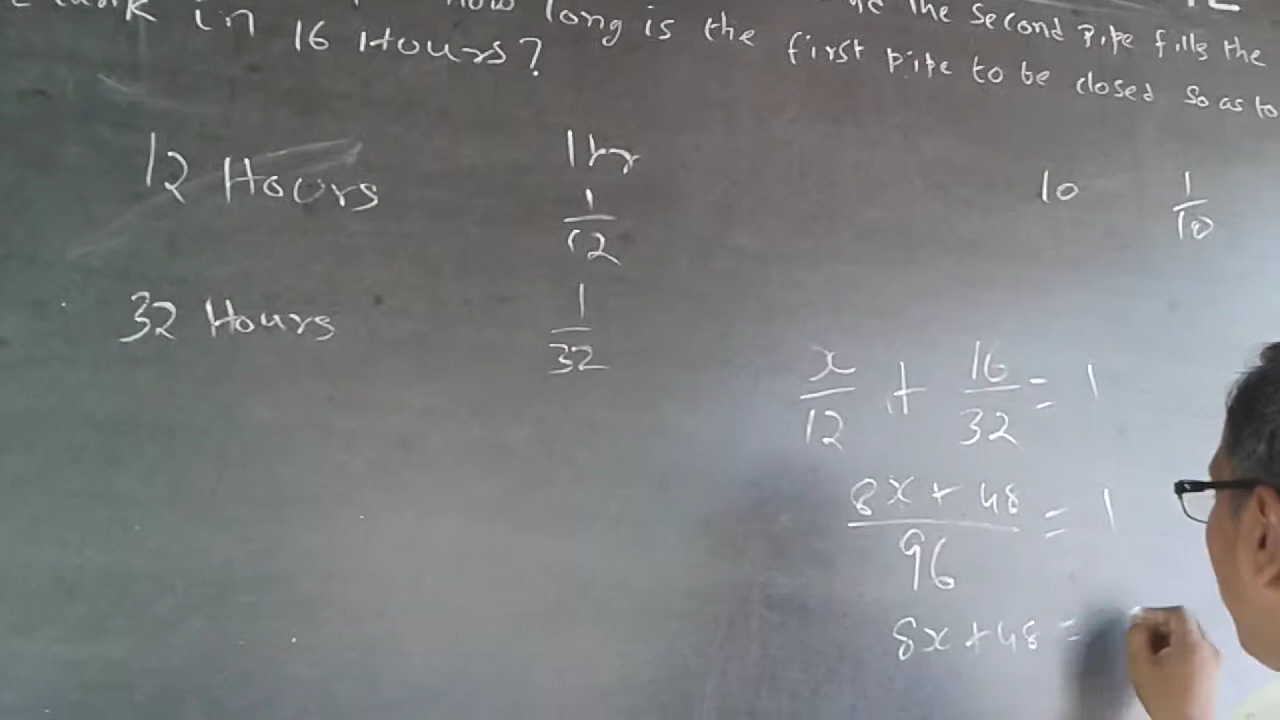 the second pipe fills the
in 16 Hours? how long is the first pipe to be closed so as to
12 Hours 1hr 10 1/10
1/12
32 Hours 1/32
x/12 + 16/32 = 1
8x + 48/96 = 1
8x + 48 =